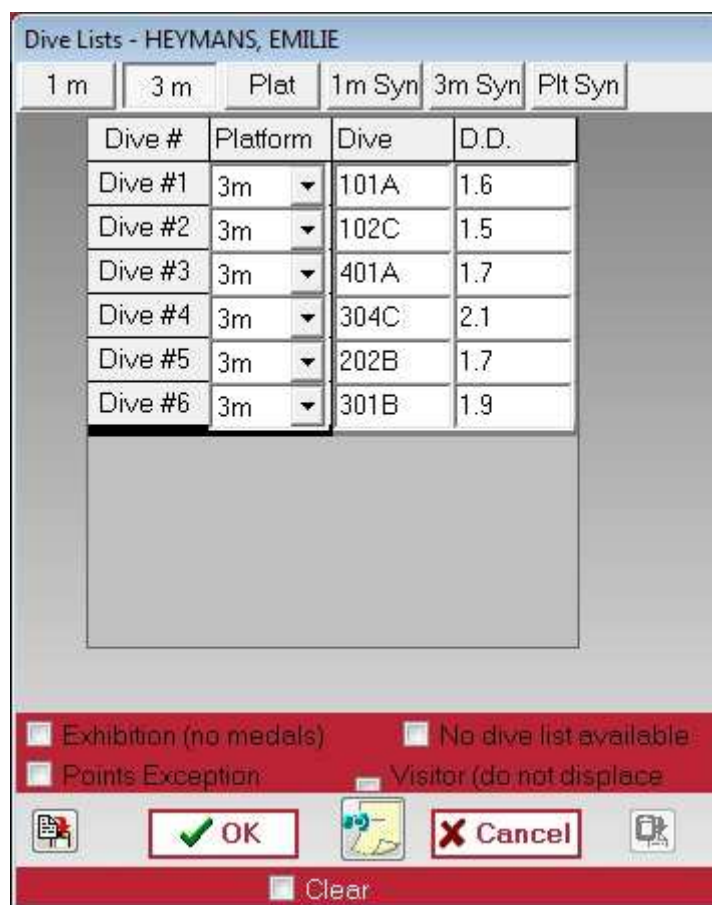 Dive Lists - HEYMANS, EMILIE
1 m 3 m Plat 1m Syn 3m Syn Plt Syn
Dive # Platform Dive D.D.
Dive #1 3m 101A 1.6
Dive #2 3m 102C 1.5
Dive #3 3m 401A 1.7
Dive #4 3m 304C 2.1
Dive #5 3m 202B 1.7
Dive #6 3m 301B 1.9
Exhibition (no medals) No dive list available
Points Exception Visitor (do not displace
OK Cancel
Clear